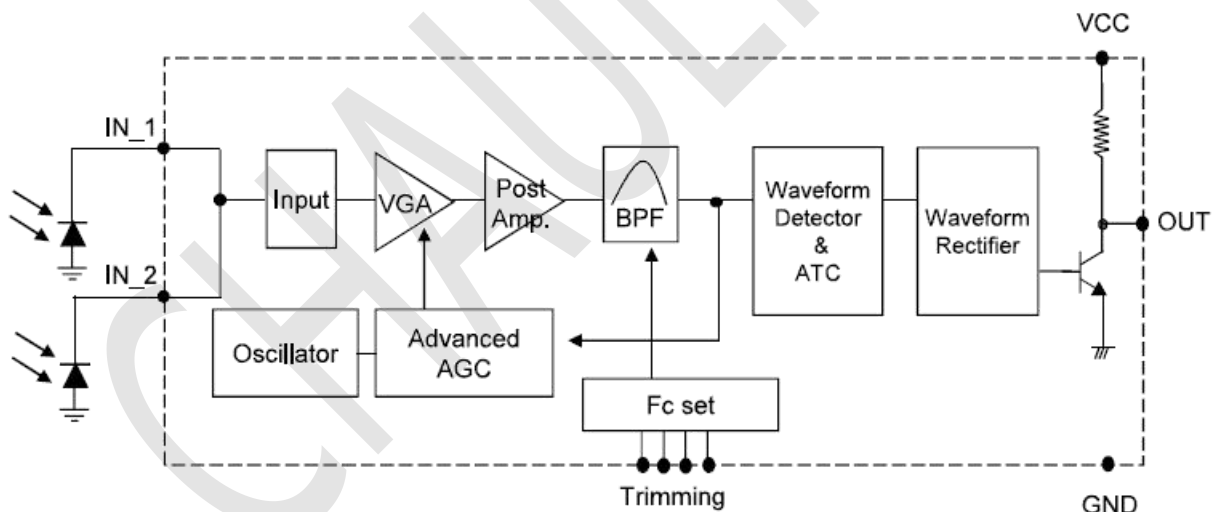 VCC
IN_1
Input
VGA
Post
Amp.
BPF
Waveform
Detector
&
ATC
Waveform
Rectifier
OUT
IN_2
Oscillator
Advanced
AGC
Fc set
Trimming
GND